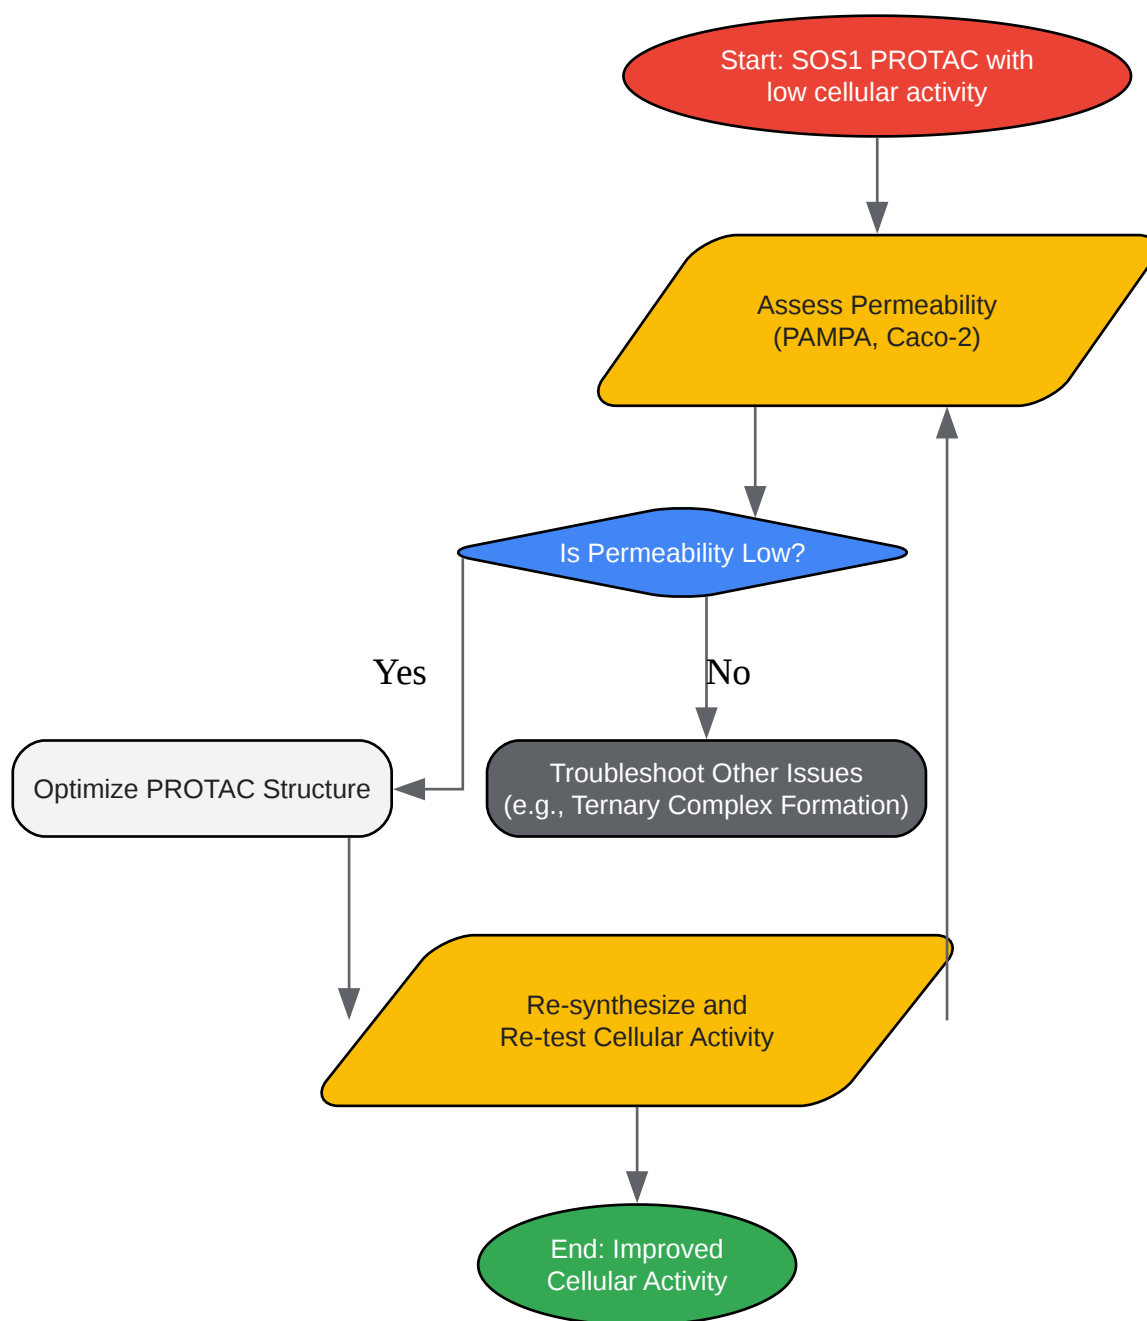 Start: SOS1 PROTAC with
low cellular activity
Assess Permeability
(PAMPA, Caco-2)
Is Permeability Low?
Yes
No
Optimize PROTAC Structure
Troubleshoot Other Issues
(e.g., Ternary Complex Formation)
Re-synthesize and
Re-test Cellular Activity
End: Improved
Cellular Activity